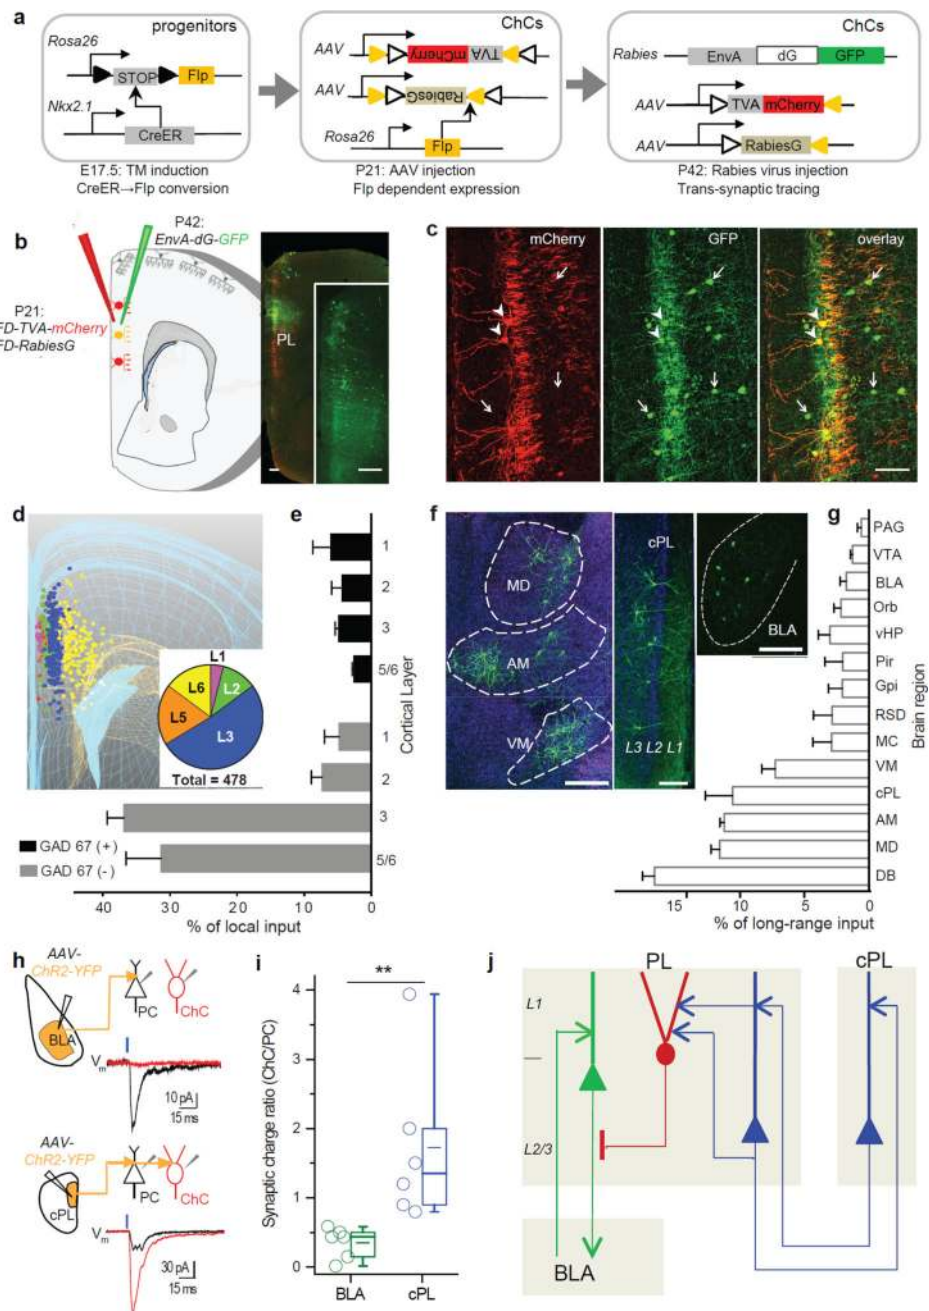 a
progenitors
Rosa26
STOP
Flp
Nkx2.1
CreER
E17.5: TM induction
CreER→Flp conversion
ChCs
AAV
mCherry
TVA
AAV
RabiesG
Rosa26
Flp
P21: AAV injection
Flp dependent expression
ChCs
Rabies
EnvA
dG
GFP
AAV
TVA
mCherry
AAV
RabiesG
P42: Rabies virus injection
Trans-synaptic tracing
b
P42:
EnvA-dG-GFP
P21:
FD-TVA-mCherry
FD-RabiesG
PL
c
mCherry
GFP
overlay
d
L1
L2
L3
L5
L6
Total = 478
GAD 67 (+)
GAD 67 (-)
e
1
2
3
5/6
1
2
3
5/6
Cortical Layer
40
30
20
10
0
% of local input
f
MD
AM
VM
cPL
L3 L2 L1
BLA
g
PAG
VTA
BLA
Orb
vHP
Pir
Gpi
RSD
MC
VM
cPL
AM
MD
DB
Brain region
15
10
5
0
% of long-range input
h
AAV-
ChR2-YFP
BLA
PC
ChC
Vm
10 pA
15 ms
AAV-
ChR2-YFP
cPL
PC
ChC
Vm
30 pA
15 ms
i
**
Synaptic charge ratio (ChC/PC)
4
3
2
1
0
BLA
cPL
j
PL
cPL
L1
L2/3
BLA